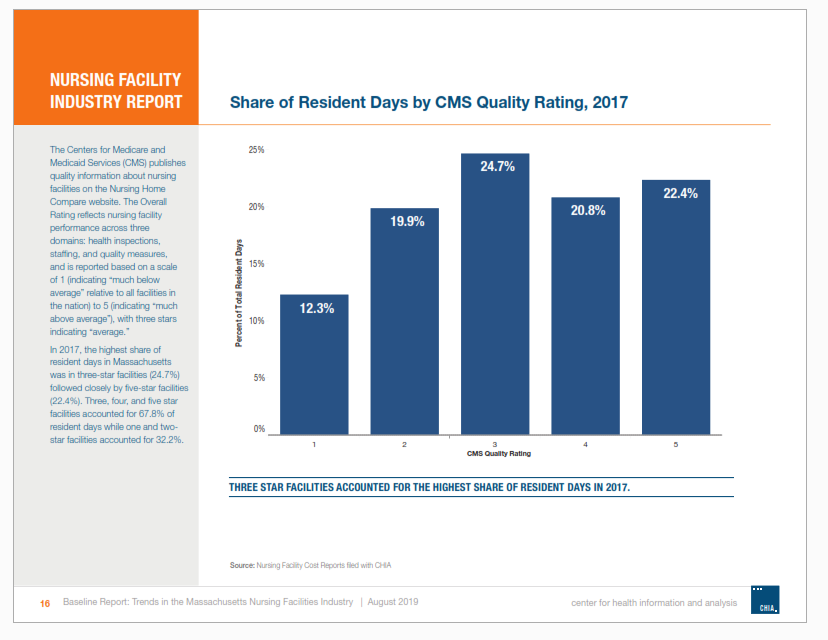 NURSING FACILITY
INDUSTRY REPORT
Share of Resident Days by CMS Quality Rating, 2017
The Centers for Medicare and
Medicaid Services (CMS) publishes
quality information about nursing
facilities on the Nursing Home
Compare website. The Overall
Rating reflects nursing facility
performance across three
domains: health inspections,
staffing, and quality measures,
and is reported based on a scale
of 1 (indicating “much below
average” relative to all facilities in
the nation) to 5 (indicating “much
above average”), with three stars
indicating “average.”
In 2017, the highest share of
resident days in Massachusetts
was in three-star facilities (24.7%)
followed closely by five-star facilities
(22.4%). Three, four, and five star
facilities accounted for 67.8% of
resident days while one and two-
star facilities accounted for 32.2%.
Percent of Total Resident Days
25%
20%
15%
10%
5%
0%
12.3%
19.9%
24.7%
20.8%
22.4%
1 2 3 4 5
CMS Quality Rating
THREE STAR FACILITIES ACCOUNTED FOR THE HIGHEST SHARE OF RESIDENT DAYS IN 2017.
Source: Nursing Facility Cost Reports filed with CHIA
16 Baseline Report: Trends in the Massachusetts Nursing Facilities Industry | August 2019
center for health information and analysis
CHIA